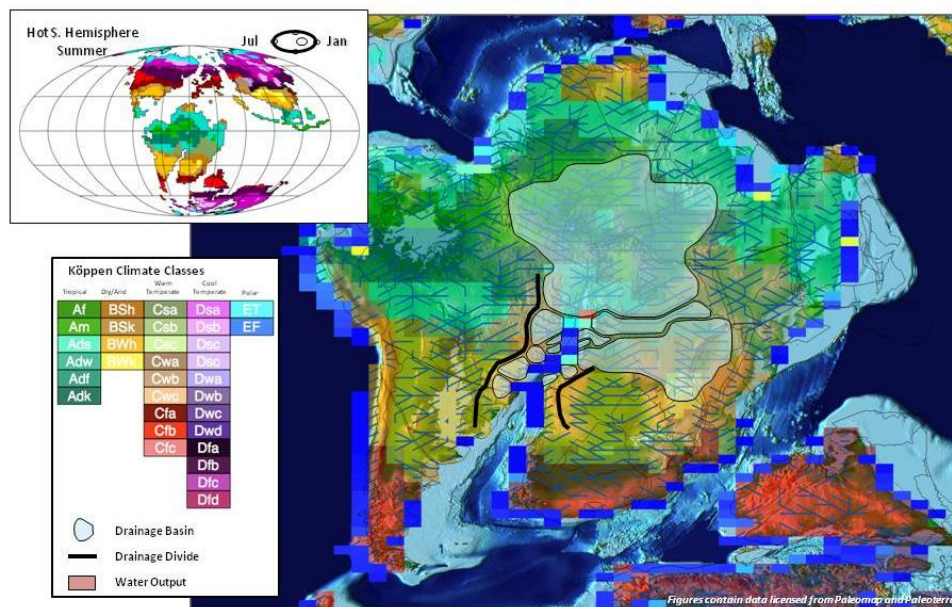 Hot S. Hemisphere
Summer
Jul
Jan
Köppen Climate Classes
Tropical Dry/Arid Warm Temperate Cool Temperate Polar
Af BSh Csa Dsa ET
Am BSk Csb Dsb EF
Ads BWh Csc Dsc
Adw BWk Cwa Dsc
Adf Cwb Dwa
Adk Cwc Dwb
Cfa Dwc
Cfb Dwd
Cfc Dfa
Dfb
Dfc
Dfd
Drainage Basin
Drainage Divide
Water Output
Figures contain data licensed from Paleomap and Paleoterr